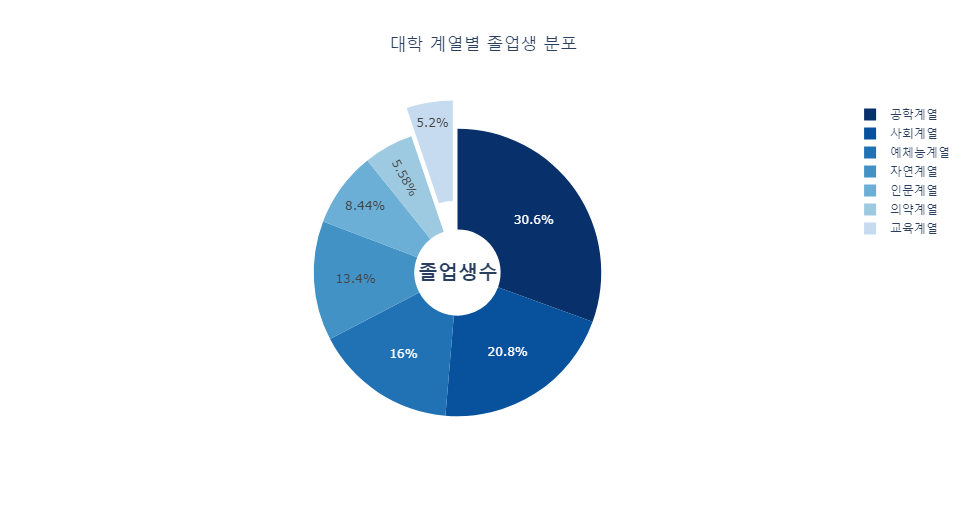 대학 계열별 졸업생 분포
5.2%
5.58%
8.44%
30.6%
13.4%
졸업생수
16%
20.8%
공학계열
사회계열
예체능계열
자연계열
인문계열
의약계열
교육계열